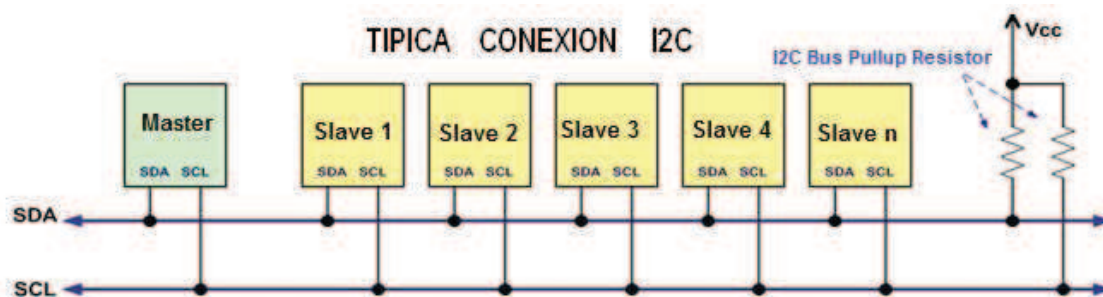 TIPICA CONEXION I2C
Vcc
I2C Bus Pullup Resistor
Master
Slave 1
Slave 2
Slave 3
Slave 4
Slave n
SDA SCL
SDA SCL
SDA SCL
SDA SCL
SDA SCL
SDA SCL
SDA
SCL